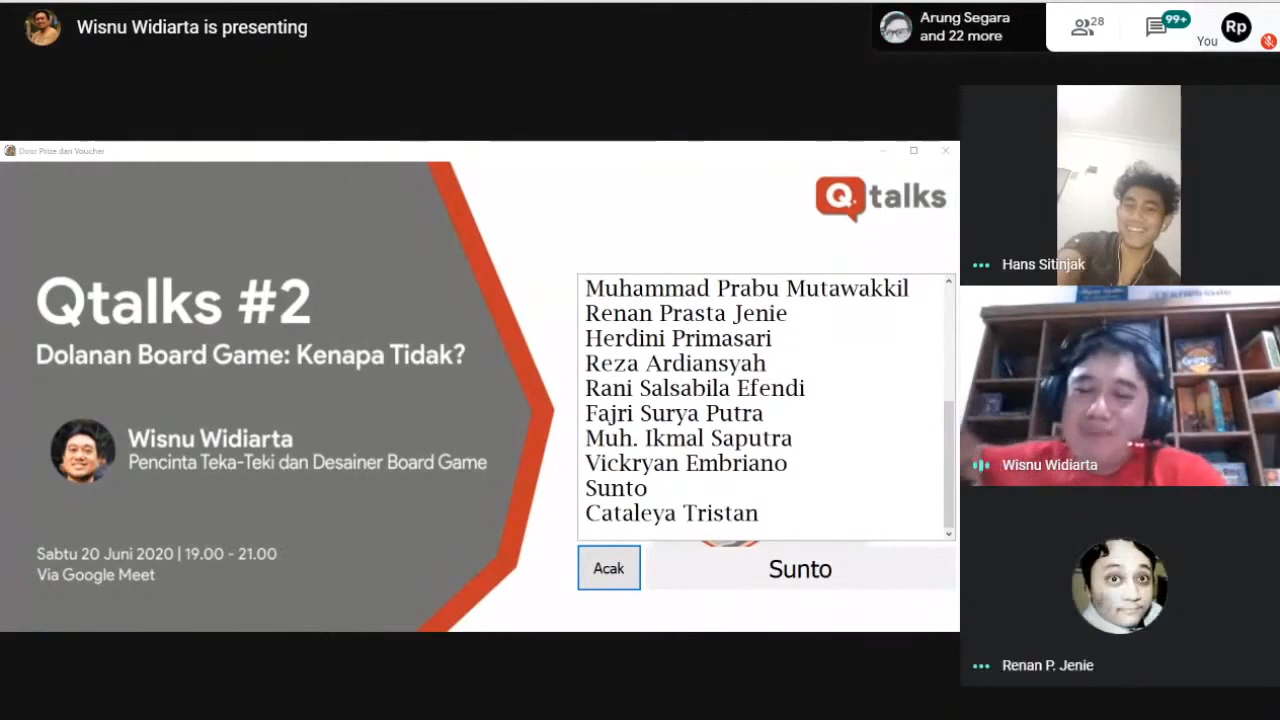 Wisnu Widiarta is presenting
Arung Segara
and 22 more
28
99+
You
Rp
Door Prize dan Voucher
Q talks
Qtalks #2
Dolanan Board Game: Kenapa Tidak?
Wisnu Widiarta
Pencinta Teka-Teki dan Desainer Board Game
Sabtu 20 Juni 2020 | 19.00 - 21.00
Via Google Meet
Muhammad Prabu Mutawakkil
Renan Prasta Jenie
Herdini Primasari
Reza Ardiansyah
Rani Salsabila Efendi
Fajri Surya Putra
Muh. Ikmal Saputra
Vickryan Embriano
Sunto
Cataleya Tristan
Acak
Sunto
Hans Sitinjak
Wisnu Widiarta
Renan P. Jenie